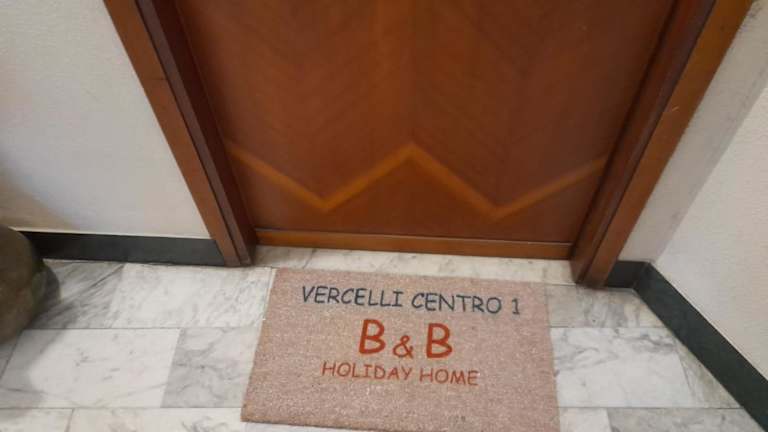 VERCELLI CENTRO 1
B & B
HOLIDAY HOME